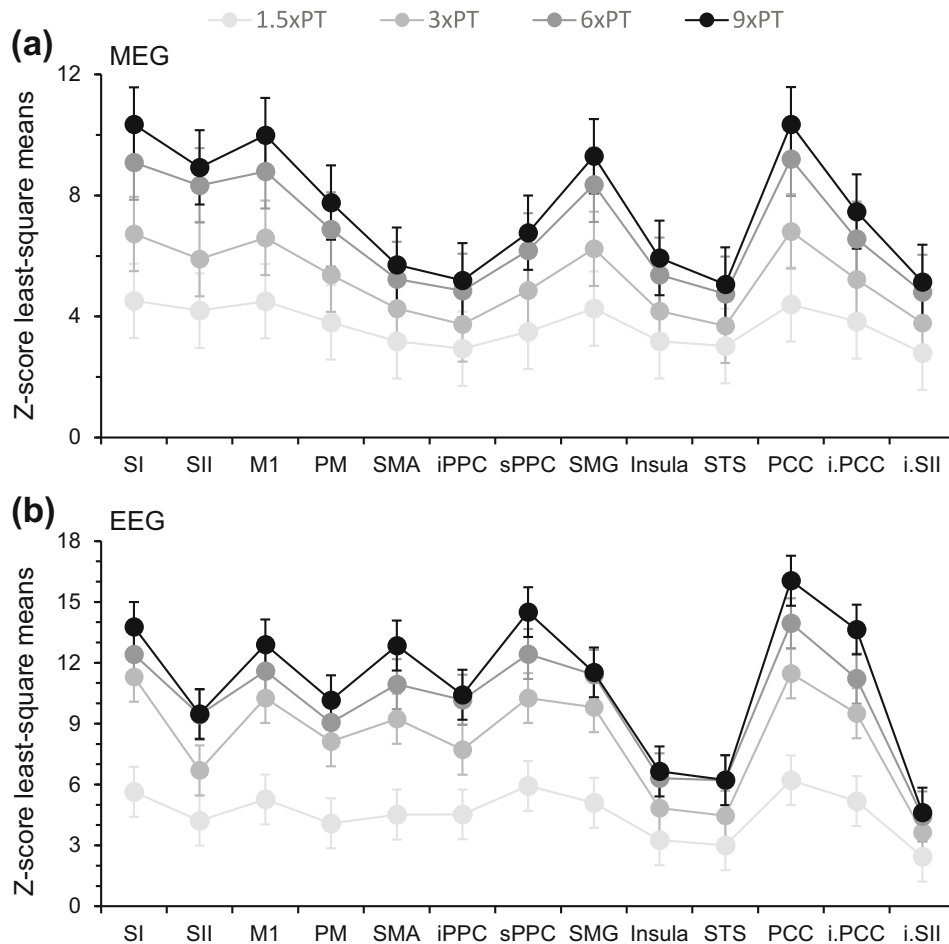 1.5xPT 3xPT 6xPT 9xPT
(a) MEG
Z-score least-square means
12
8
4
0
SI SII M1 PM SMA iPPC sPPC SMG Insula STS PCC i.PCC i.SII
(b) EEG
Z-score least-square means
18
15
12
9
6
3
0
SI SII M1 PM SMA iPPC sPPC SMG Insula STS PCC i.PCC i.SII